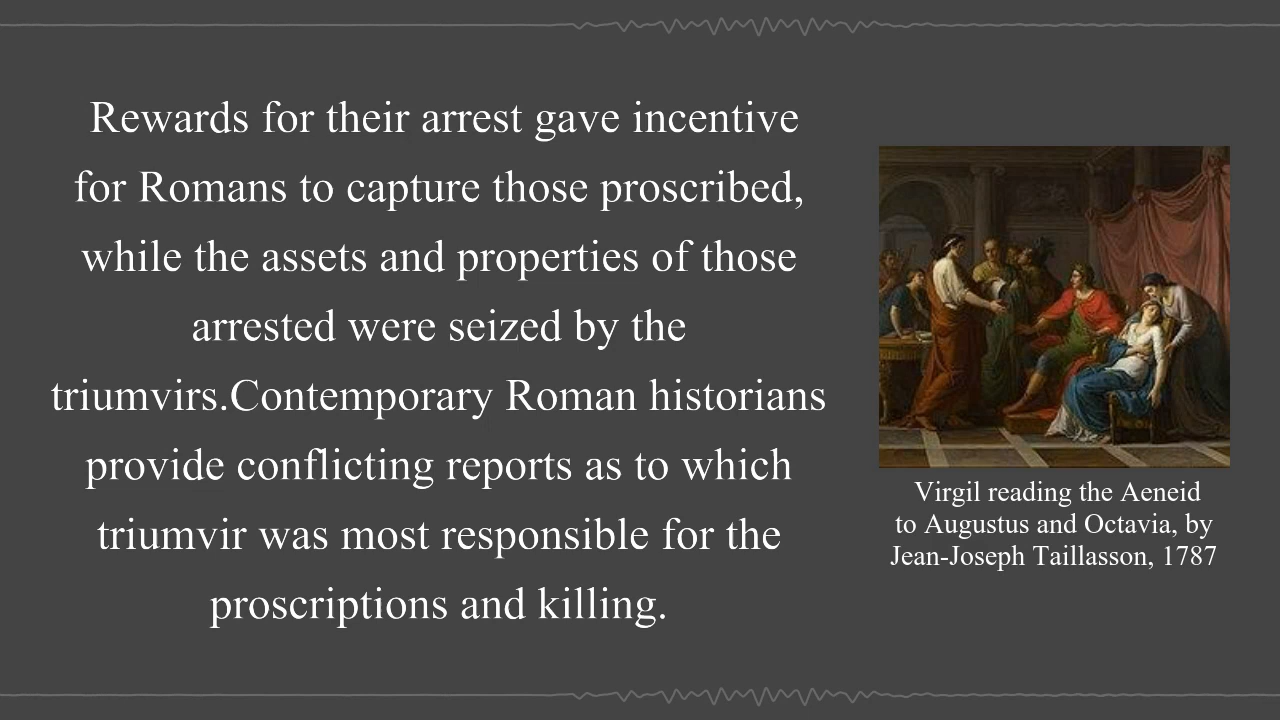 Rewards for their arrest gave incentive
for Romans to capture those proscribed,
while the assets and properties of those
arrested were seized by the
triumvirs.Contemporary Roman historians
provide conflicting reports as to which
triumvir was most responsible for the
proscriptions and killing.
Virgil reading the Aeneid
to Augustus and Octavia, by
Jean-Joseph Taillasson, 1787